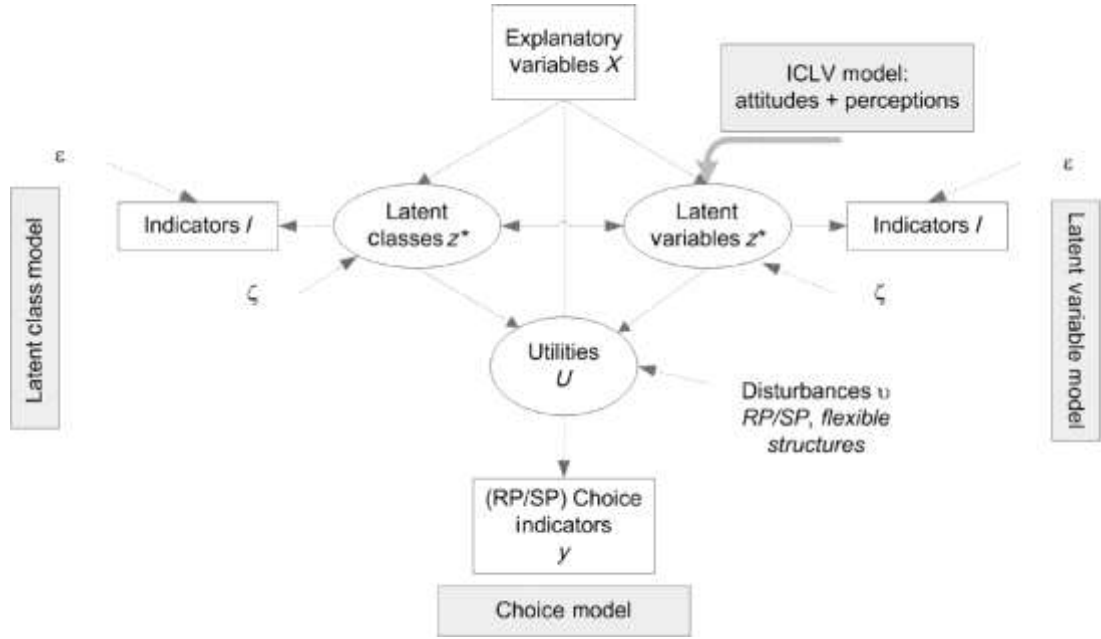 Explanatory
variables X
ICLV model:
attitudes + perceptions
ε
ε
Indicators I
Latent
classes z*
Latent
variables z*
Indicators I
Latent class model
Latent variable model
ζ
ζ
Utilities
U
Disturbances υ
RP/SP, flexible
structures
(RP/SP) Choice
indicators
y
Choice model